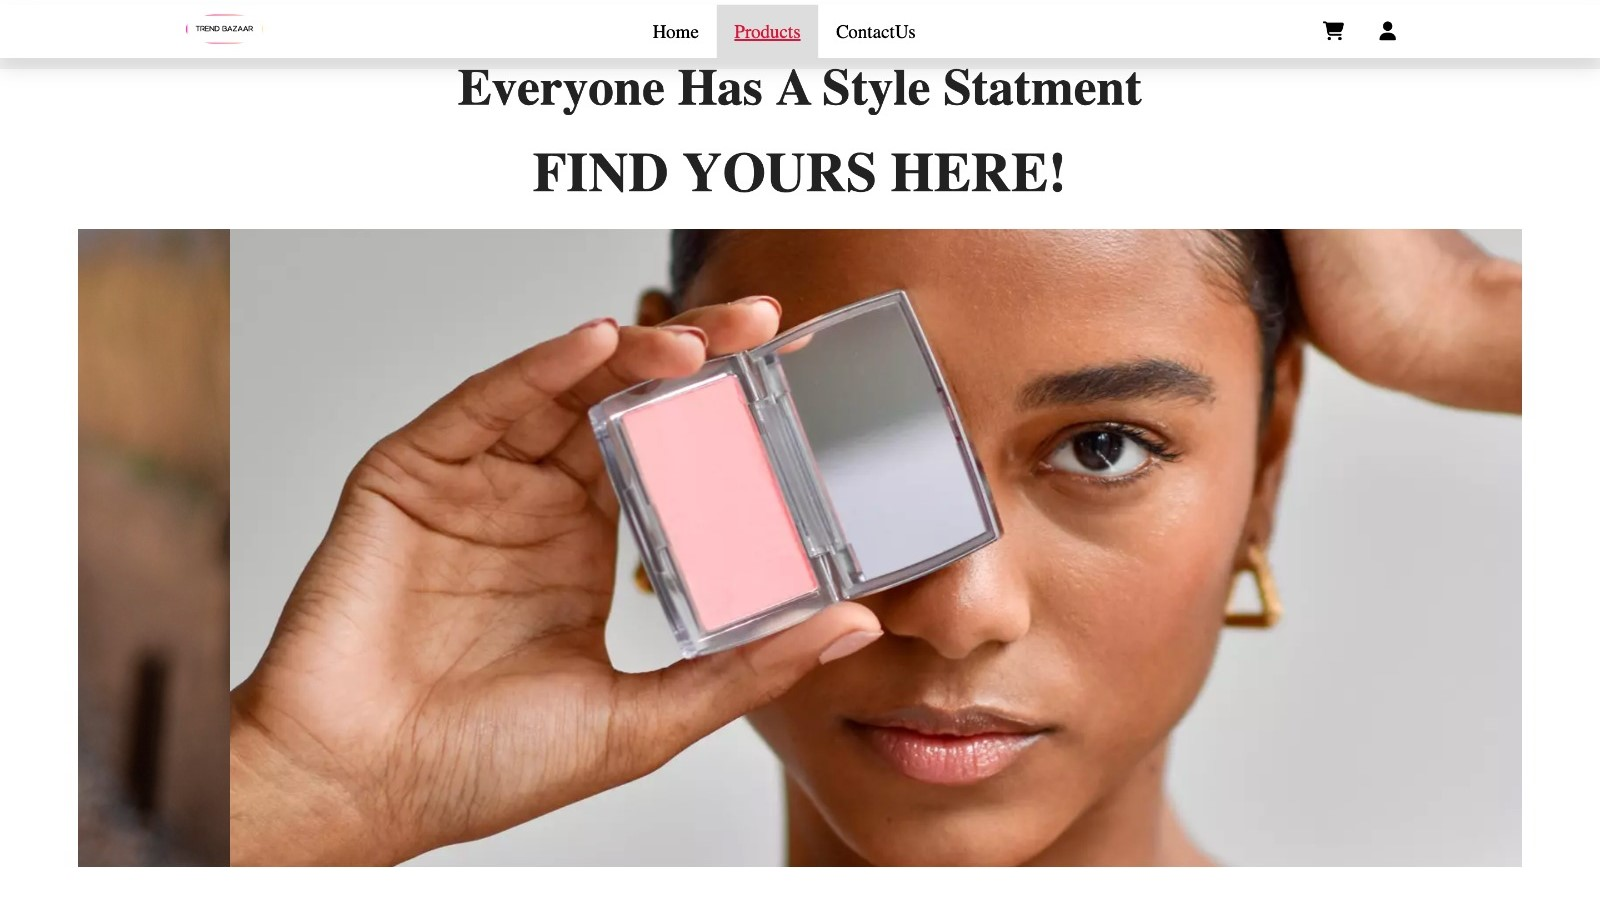 TREND BAZAAR
Home Products ContactUs
Everyone Has A Style Statment
FIND YOURS HERE!